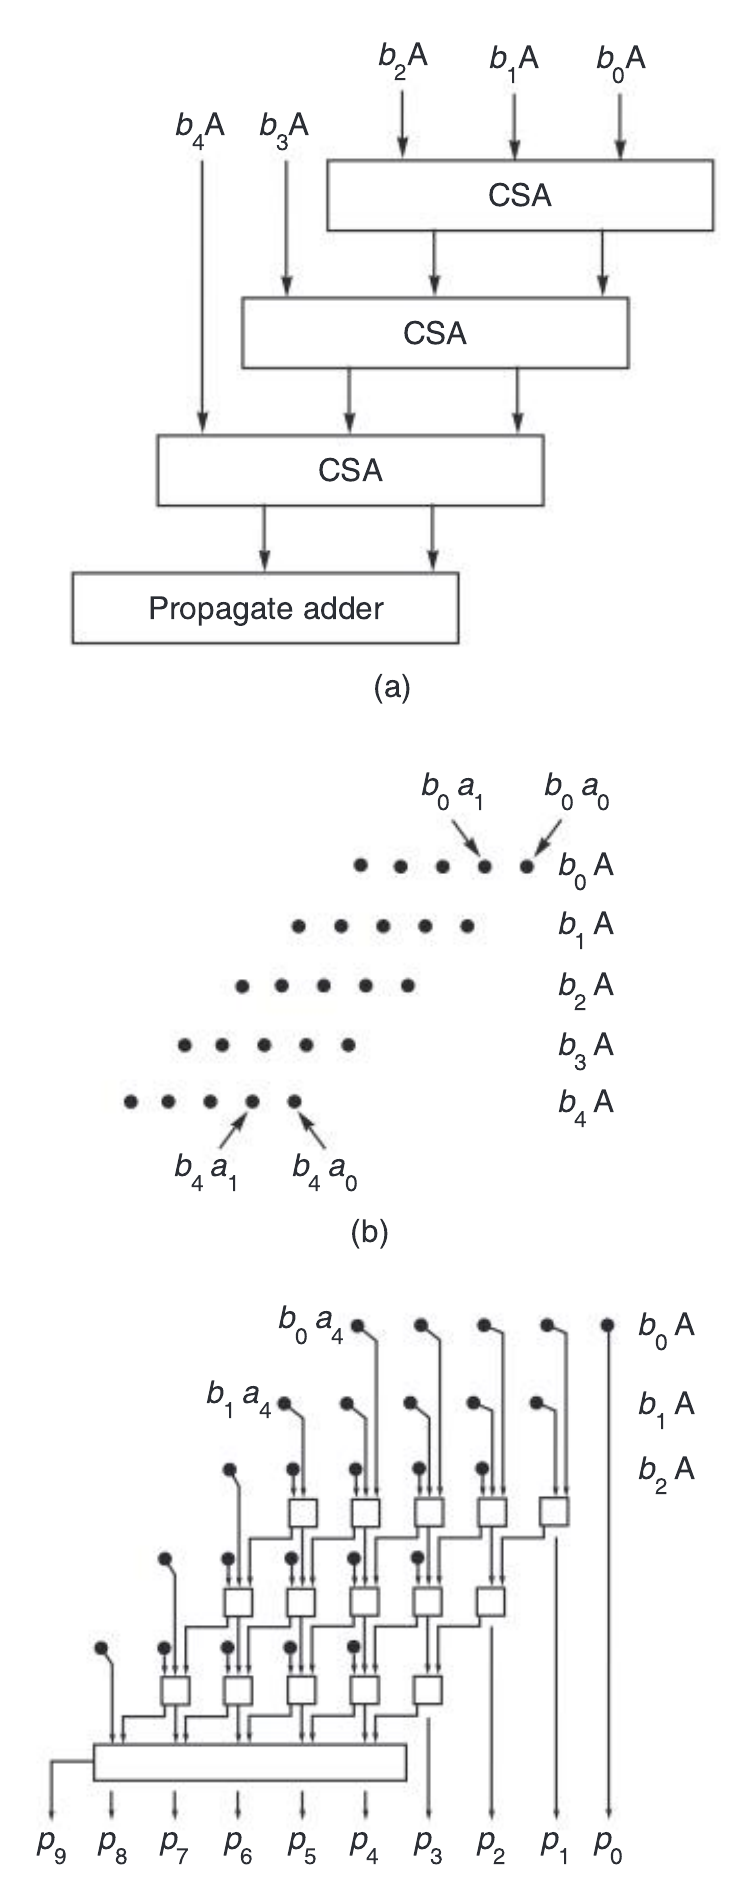 b₂A b₁A b₀A
b₄A b₃A
CSA
CSA
CSA
Propagate adder
(a)
b₀ a₁ b₀ a₀
b₀ A
b₁ A
b₂ A
b₃ A
b₄ A
b₄ a₁ b₄ a₀
(b)
b₀ a₄ b₀ A
b₁ a₄ b₁ A
b₂ A
p₉ p₈ p₇ p₆ p₅ p₄ p₃ p₂ p₁ p₀